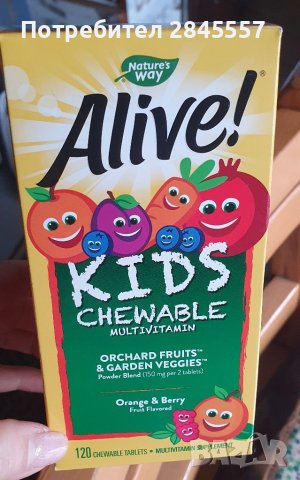 Потребител 2845557
Nature's
Way
Alive!®
KIDS
CHEWABLE
MULTIVITAMIN
ORCHARD FRUITS™
& GARDEN VEGGIES™
Powder Blend (150 mg per 2 tablets)
Orange & Berry
Fruit Flavored
120 CHEWABLE TABLETS • MULTIVITAMIN SUPPLEMENT
BAZAR